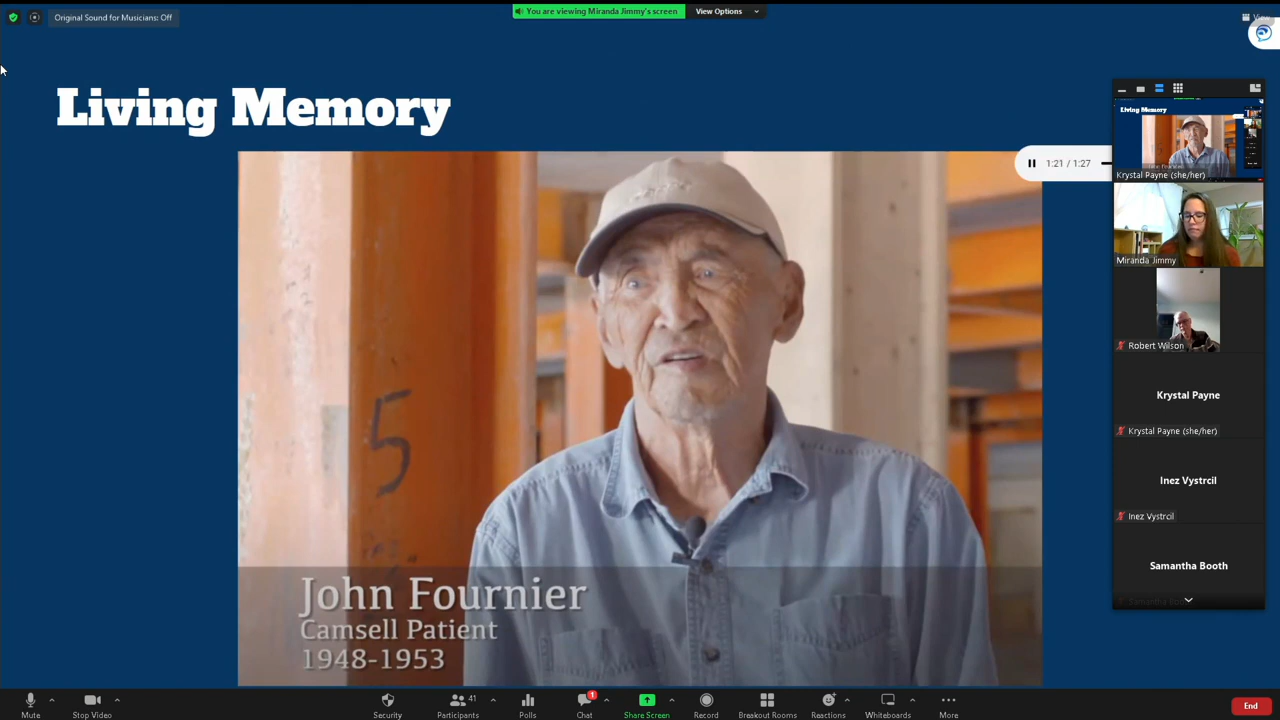 Original Sound for Musicians: Off
You are viewing Miranda Jimmy's screen
View Options
View
Living Memory
1:21 / 1:27
Living Memory
Krystal Payne (she/her)
Miranda Jimmy
Robert Wilson
Krystal Payne
Krystal Payne (she/her)
Inez Vystrcil
Inez Vystrcil
Samantha Booth
5
John Fournier
Camsell Patient
1948-1953
Mute
Stop Video
Security
41
Participants
Polls
1
Chat
Share Screen
Record
Breakout Rooms
Reactions
Whiteboards
More
End